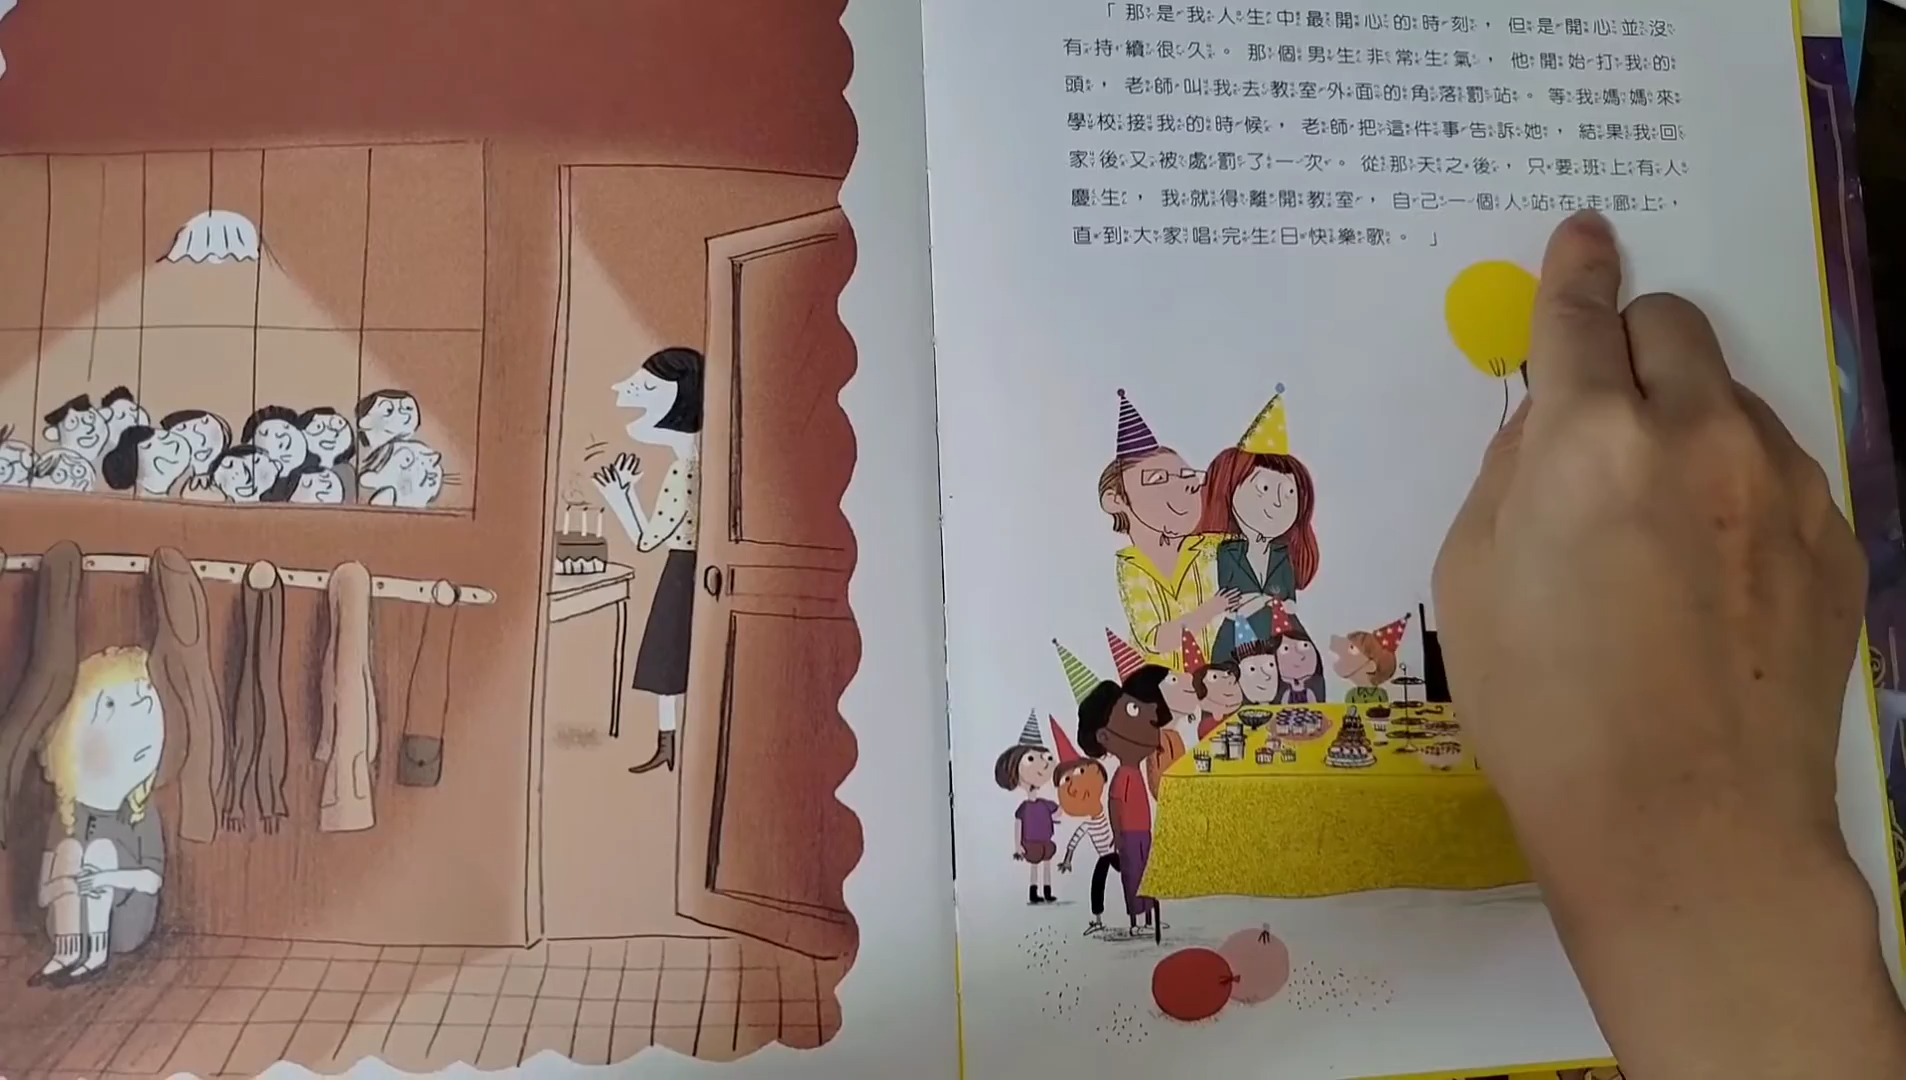 「那是我人生中最開心的時刻，但是開心並沒
有持續很久。那個男生非常生氣，他開始打我的
頭，老師叫我去教室外面的角落罰站。等我媽媽來
學校接我的時候，老師把這件事告訴她，結果我回
家後又被處罰了一次。從那天之後，只要班上有人
慶生，我就得離開教室，自己一個人站在走廊上，
直到大家唱完生日快樂歌。」